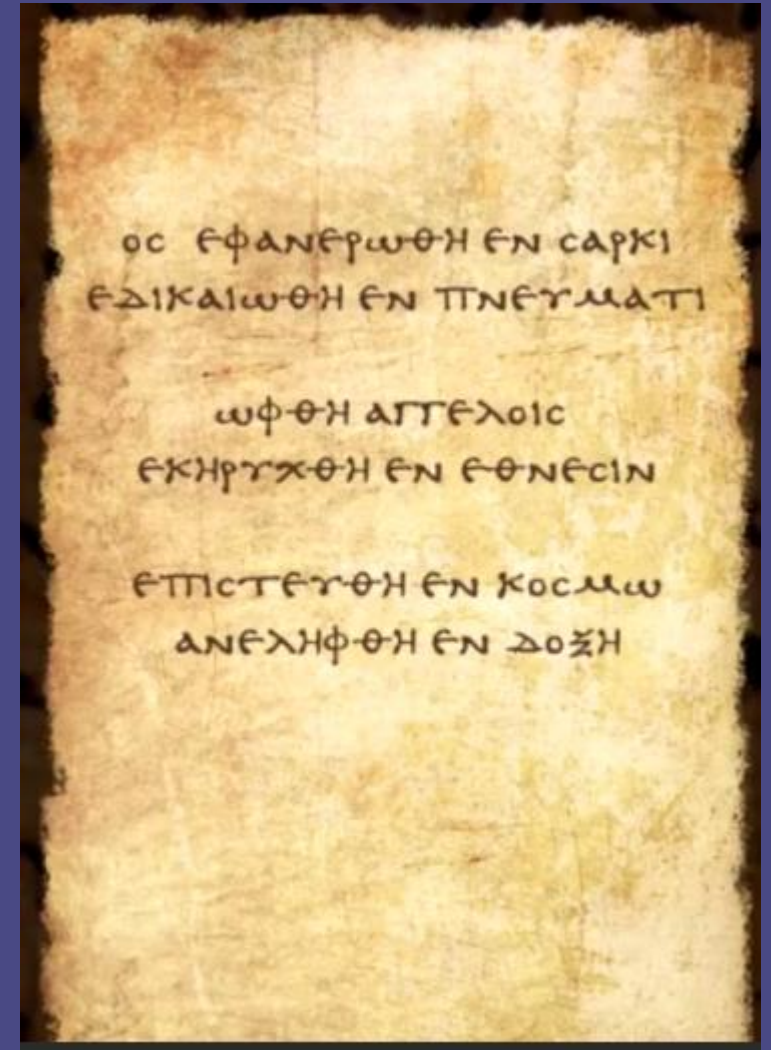 ος εφανερωθη εν σαρκι
εδικαιωθη εν πνευματι
ωφθη αγγελοις
εκηρυχθη εν εθνεσιν
επιστευθη εν κοσμω
ανελημφθη εν δοξη